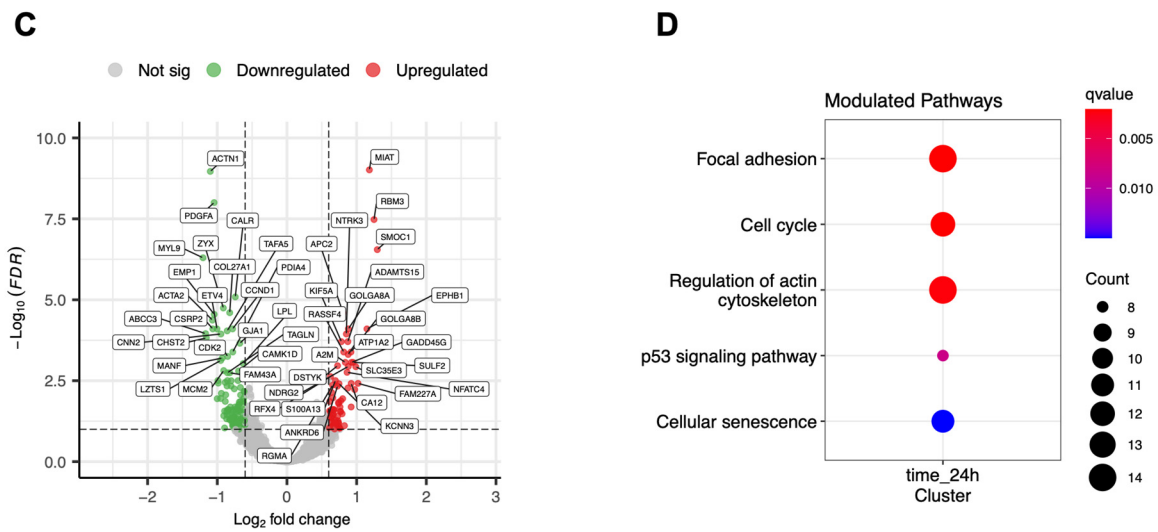 C
D
Not sig
Downregulated
Upregulated
10.0
7.5
5.0
2.5
0.0
−Log10 (FDR)
−2
−1
0
1
2
3
Log2 fold change
ACTN1
MIAT
PDGFA
RBM3
CALR
NTRK3
SMOC1
MYL9
ZYX
TAFA5
APC2
COL27A1
PDIA4
EMP1
ADAMTS15
ACTA2
ETV4
CCND1
KIF5A
GOLGA8A
EPHB1
ABCC3
CSRP2
LPL
RASSF4
GOLGA8B
CNN2
CHST2
GJA1
TAGLN
ATP1A2
GADD45G
CDK2
CAMK1D
A2M
MANF
FAM43A
SLC35E3
SULF2
DSTYK
LZTS1
MCM2
NDRG2
NFATC4
FAM227A
RFX4
S100A13
CA12
ANKRD6
KCNN3
RGMA
Modulated Pathways
Focal adhesion
Cell cycle
Regulation of actin
cytoskeleton
p53 signaling pathway
Cellular senescence
time_24h
Cluster
qvalue
0.005
0.010
Count
8
9
10
11
12
13
14